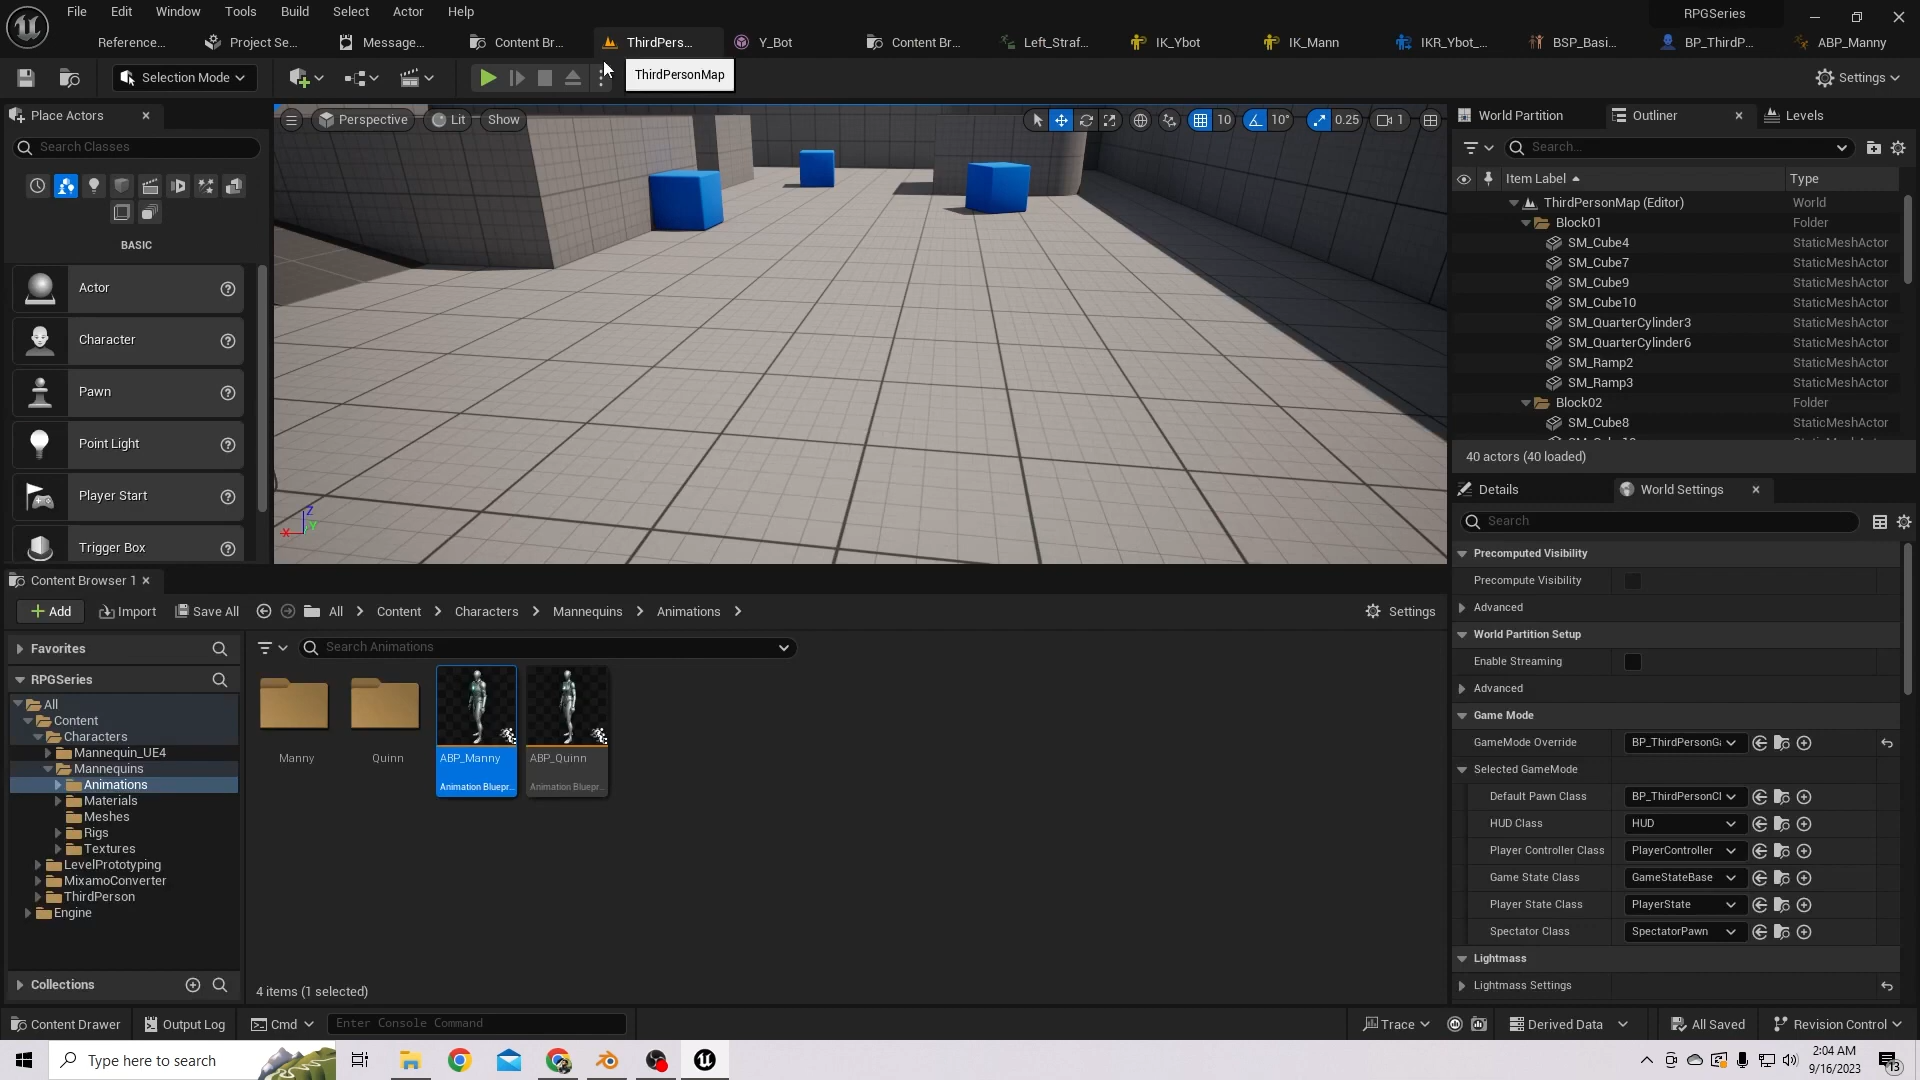 File Edit Window Tools Build Select Actor Help
RPGSeries
Reference...
Project Se...
Message...
Content Br...
ThirdPers...
Y_Bot
Content Br...
Left_Straf...
IK_Ybot
IK_Mann
IKR_Ybot_...
BSP_Basi...
BP_ThirdP...
ABP_Manny
Selection Mode
ThirdPersonMap
Settings
Place Actors
Search Classes
BASIC
Actor
Character
Pawn
Point Light
Player Start
Trigger Box
Perspective
Lit
Show
10
10°
0.25
1
Z
X
Y
World Partition
Outliner
Levels
Search...
Item Label
Type
ThirdPersonMap (Editor) World
Block01 Folder
SM_Cube4 StaticMeshActor
SM_Cube7 StaticMeshActor
SM_Cube9 StaticMeshActor
SM_Cube10 StaticMeshActor
SM_QuarterCylinder3 StaticMeshActor
SM_QuarterCylinder6 StaticMeshActor
SM_Ramp2 StaticMeshActor
SM_Ramp3 StaticMeshActor
Block02 Folder
SM_Cube8 StaticMeshActor
40 actors (40 loaded)
Details
World Settings
Search
Precomputed Visibility
Precompute Visibility
Advanced
World Partition Setup
Enable Streaming
Advanced
Game Mode
GameMode Override BP_ThirdPersonGa
Selected GameMode
Default Pawn Class BP_ThirdPersonCl
HUD Class HUD
Player Controller Class PlayerController
Game State Class GameStateBase
Player State Class PlayerState
Spectator Class SpectatorPawn
Lightmass
Lightmass Settings
Content Browser 1
Add
Import
Save All
All > Content > Characters > Mannequins > Animations >
Settings
Favorites
RPGSeries
All
Content
Characters
Mannequin_UE4
Mannequins
Animations
Materials
Meshes
Rigs
Textures
LevelPrototyping
MixamoConverter
ThirdPerson
Engine
Collections
Search Animations
Manny
Quinn
ABP_Manny
Animation Bluepr...
ABP_Quinn
Animation Bluepr...
4 items (1 selected)
Content Drawer
Output Log
Cmd
Enter Console Command
Trace
Derived Data
All Saved
Revision Control
Type here to search
2:04 AM
9/16/2023
13